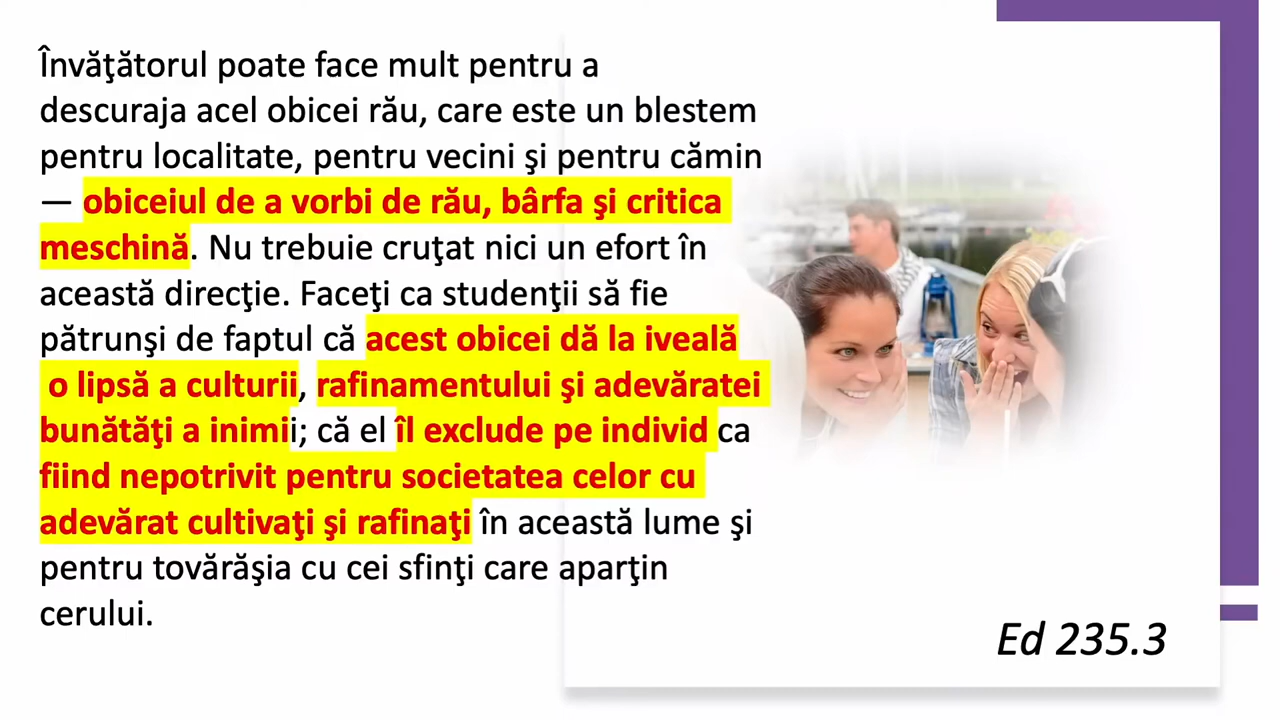 Învăţătorul poate face mult pentru a
descuraja acel obicei rău, care este un blestem
pentru localitate, pentru vecini şi pentru cămin
— obiceiul de a vorbi de rău, bârfa şi critica
meschină. Nu trebuie cruţat nici un efort în
această direcţie. Faceţi ca studenţii să fie
pătrunşi de faptul că acest obicei dă la iveală
o lipsă a culturii, rafinamentului şi adevăratei
bunătăţi a inimii; că el îl exclude pe individ ca
fiind nepotrivit pentru societatea celor cu
adevărat cultivaţi şi rafinaţi în această lume şi
pentru tovărăşia cu cei sfinţi care aparţin
cerului.
Ed 235.3